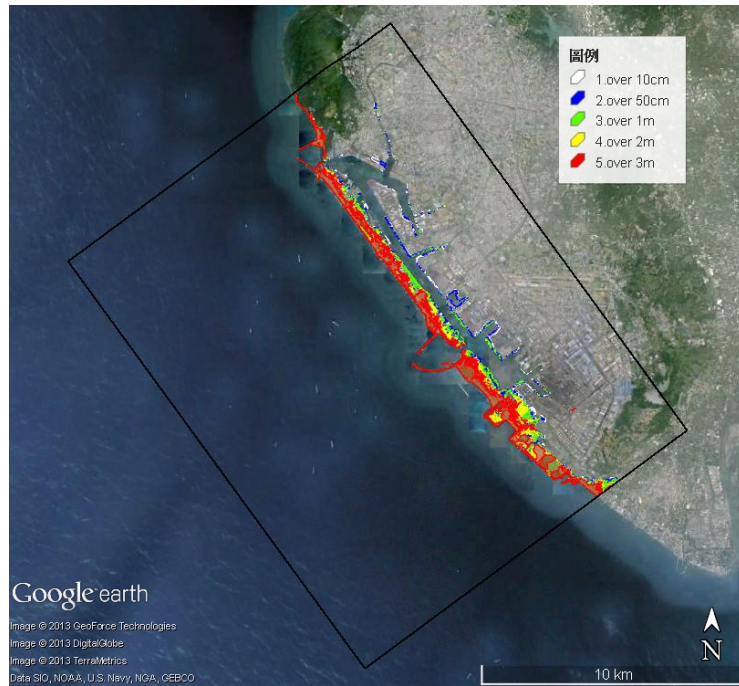 圖例
1.over 10cm
2.over 50cm
3.over 1m
4.over 2m
5.over 3m
Google earth
Image © 2013 GeoForce Technologies
Image © 2013 DigitalGlobe
Image © 2013 TerraMetrics
Data SIO, NOAA, U.S. Navy, NGA, GEBCO
N
10 km